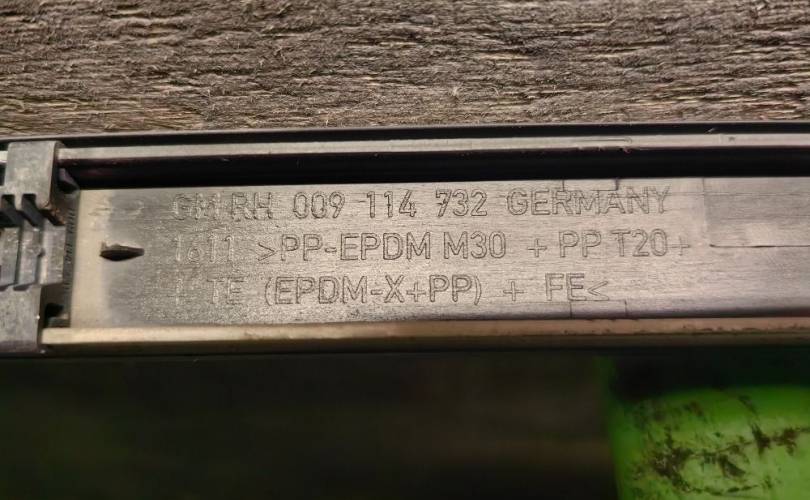 GM RH 009 114 732 GERMANY
1611 >PP-EPDM M30 + PP T20+
TE (EPDM-X+PP) + FE<